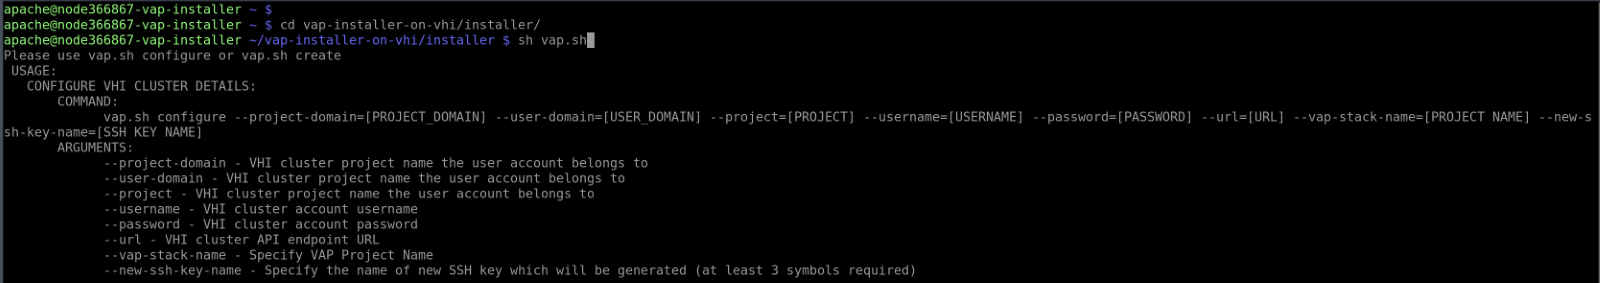 apache@node366867-vap-installer ~ $
apache@node366867-vap-installer ~ $ cd vap-installer-on-vhi/installer/
apache@node366867-vap-installer ~/vap-installer-on-vhi/installer $ sh vap.sh
Please use vap.sh configure or vap.sh create
USAGE:
CONFIGURE VHI CLUSTER DETAILS:
COMMAND:
vap.sh configure --project-domain=[PROJECT_DOMAIN] --user-domain=[USER_DOMAIN] --project=[PROJECT] --username=[USERNAME] --password=[PASSWORD] --url=[URL] --vap-stack-name=[PROJECT NAME] --new-s
sh-key-name=[SSH KEY NAME]
ARGUMENTS:
--project-domain - VHI cluster project name the user account belongs to
--user-domain - VHI cluster project name the user account belongs to
--project - VHI cluster project name the user account belongs to
--username - VHI cluster account username
--password - VHI cluster account password
--url - VHI cluster API endpoint URL
--vap-stack-name - Specify VAP Project Name
--new-ssh-key-name - Specify the name of new SSH key which will be generated (at least 3 symbols required)